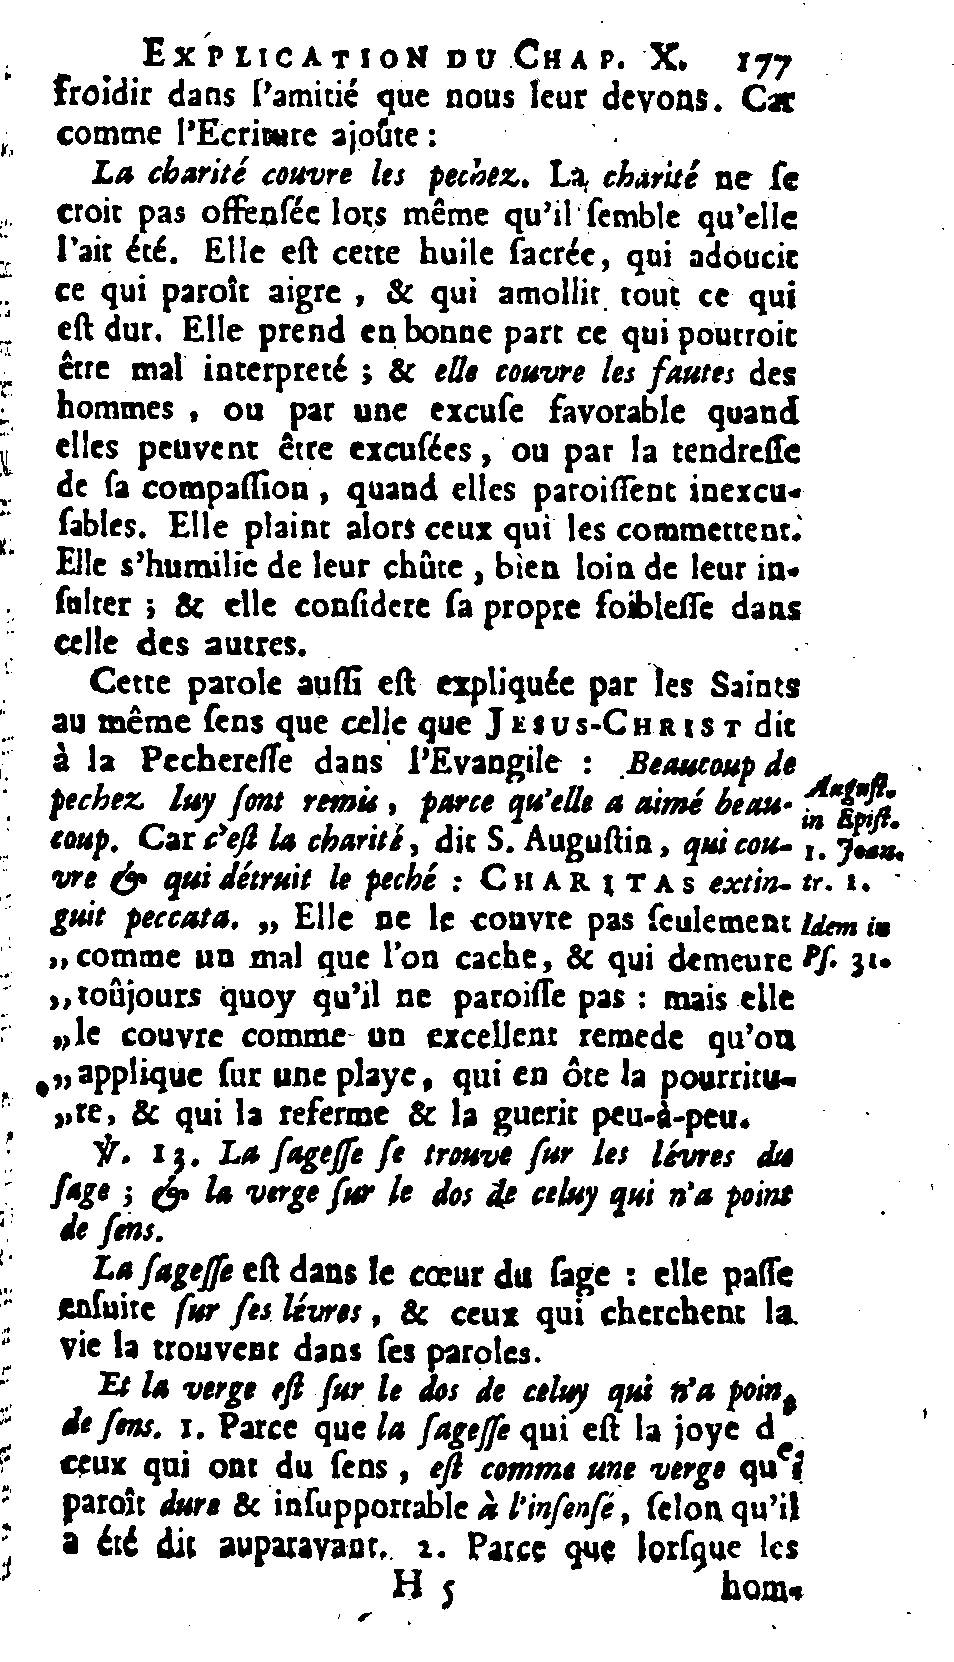 EXPLICATION DU CHAP. X. 177
froidir dans l'amitié que nous leur devons. Car
comme l'Ecriture ajoûte :
La charité couvre les pechez. La charité ne ſe
croit pas offenſée lors même qu'il ſemble qu'elle
l'ait été. Elle eſt cette huile ſacrée, qui adoucit
ce qui paroît aigre, & qui amollit tout ce qui
eſt dur. Elle prend en bonne part ce qui pourroit
être mal interpreté ; & elle couvre les fautes des
hommes, ou par une excuſe favorable quand
elles peuvent être excuſées, ou par la tendreſſe
de ſa compaſſion, quand elles paroiſſent inexcu-
ſables. Elle plaint alors ceux qui les commettent.
Elle s'humilie de leur chûte, bien loin de leur in-
ſulter ; & elle conſidere ſa propre foibleſſe dans
celle des autres.
Cette parole auſſi eſt expliquée par les Saints
au même ſens que celle que JESUS-CHRIST dit
à la Pechereſſe dans l'Evangile : Beaucoup de
pechez luy ſont remis, parce qu'elle a aimé beau-
coup. Car c'eſt la charité, dit S. Auguſtin, qui cou-
vre & qui détruit le peché : CHARITAS extin-
guit peccata. „ Elle ne le couvre pas ſeulement
„ comme un mal que l'on cache, & qui demeure
„ toûjours quoy qu'il ne paroiſſe pas : mais elle
„ le couvre comme un excellent remede qu'on
„ applique ſur une playe, qui en ôte la pourritu-
„ re, & qui la referme & la guerit peu-à-peu.
Auguſt.
in Epiſt.
1. Joan.
tr. 1.
Idem in
Pſ. 31.
℣. 13. La ſageſſe ſe trouve ſur les lévres du
ſage ; & la verge ſur le dos de celuy qui n'a point
de ſens.
La ſageſſe eſt dans le cœur du ſage : elle paſſe
enſuite ſur ſes lévres, & ceux qui cherchent la
vie la trouvent dans ſes paroles.
Et la verge eſt ſur le dos de celuy qui n'a poin
de ſens. 1. Parce que la ſageſſe qui eſt la joye de
ceux qui ont du ſens, eſt comme une verge qui
paroît dure & inſupportable à l'inſenſé, ſelon qu'il
a été dit auparavant. 2. Parce que lorſque les
H 5 hom-